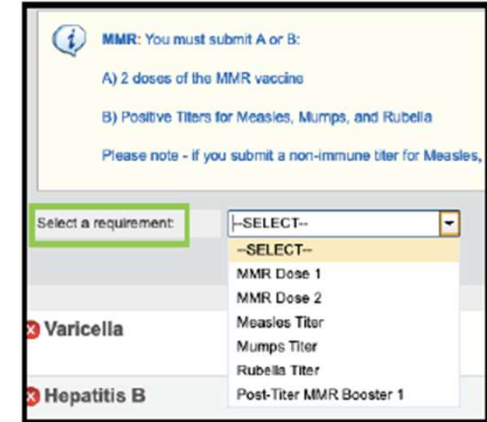 MMR: You must submit A or B:
A) 2 doses of the MMR vaccine
B) Positive Titers for Measles, Mumps, and Rubella
Please note - if you submit a non-immune titer for Measles,
Select a requirement:
--SELECT--
--SELECT--
MMR Dose 1
MMR Dose 2
Measles Titer
Mumps Titer
Rubella Titer
Post-Titer MMR Booster 1
Varicella
Hepatitis B